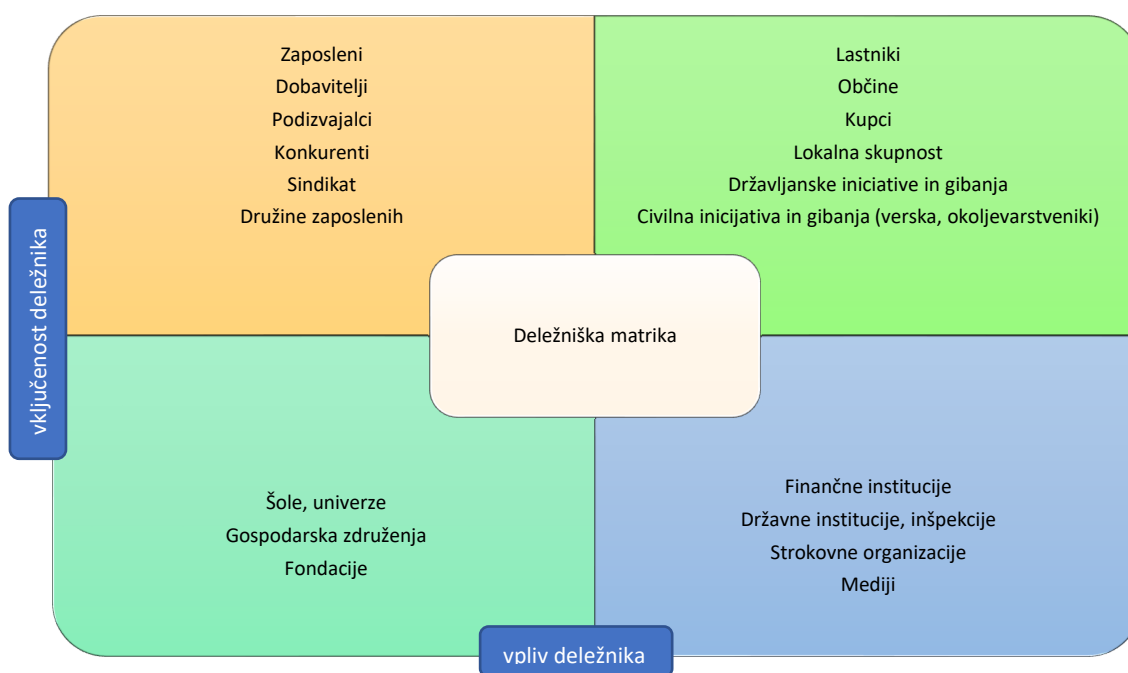 Zaposleni
Dobavitelji
Podizvajalci
Konkurenti
Sindikat
Družine zaposlenih
Lastniki
Občine
Kupci
Lokalna skupnost
Državljanske iniciative in gibanja
Civilna inicijativa in gibanja (verska, okoljevarstveniki)
vključenost deležnika
Deležniška matrika
Šole, univerze
Gospodarska združenja
Fondacije
Finančne institucije
Državne institucije, inšpekcije
Strokovne organizacije
Mediji
vpliv deležnika